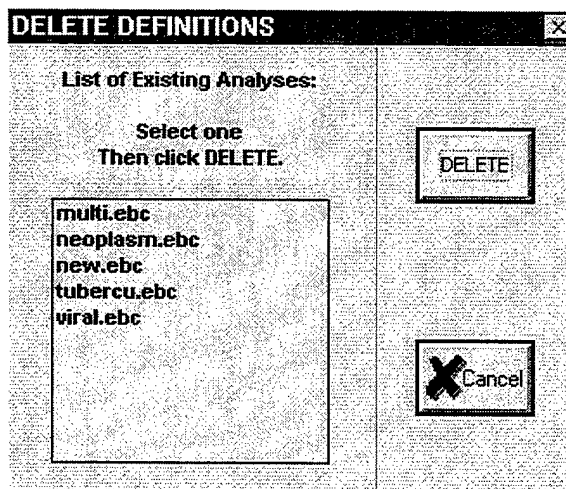 DELETE DEFINITIONS
List of Existing Analyses:
Select one
Then click DELETE.
DELETE
multi.ebc
neoplasm.ebc
new.ebc
tubercu.ebc
viral.ebc
Cancel